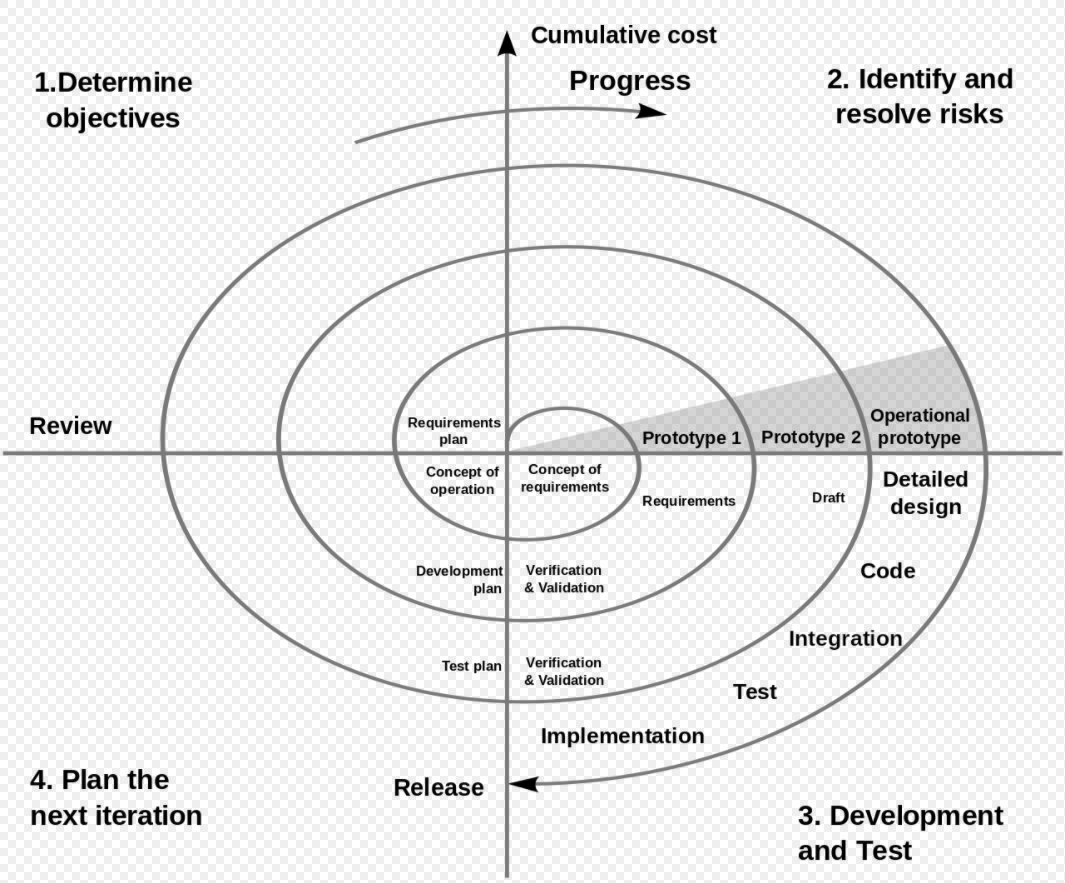 Cumulative cost
Progress
1.Determine
objectives
2. Identify and
resolve risks
Review
Requirements
plan
Prototype 1
Prototype 2
Operational
prototype
Concept of
operation
Concept of
requirements
Requirements
Draft
Detailed
design
Development
plan
Verification
& Validation
Code
Integration
Test plan
Verification
& Validation
Test
Implementation
Release
4. Plan the
next iteration
3. Development
and Test